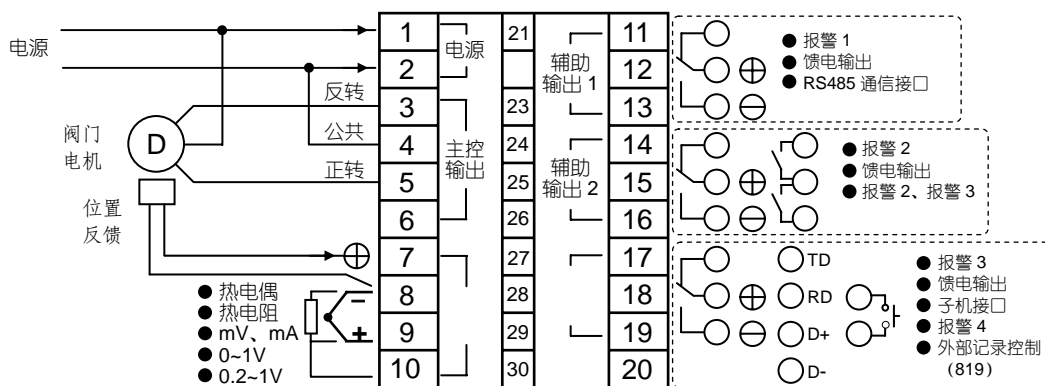 电源
反转
公共
正转
阀门
电机
D
位置
反馈
● 热电偶
● 热电阻
● mV、mA
● 0~1V
● 0.2~1V
1
2
3
4
5
6
7
8
9
10
电源
主控
输出
21
23
24
25
26
27
28
29
30
辅助
输出 1
辅助
输出 2
11
12
13
14
15
16
17
18
19
20
● 报警 1
● 馈电输出
● RS485 通信接口
● 报警 2
● 馈电输出
● 报警 2、报警 3
TD
RD
D+
D-
● 报警 3
● 馈电输出
● 子机接口
● 报警 4
● 外部记录控制
(819)